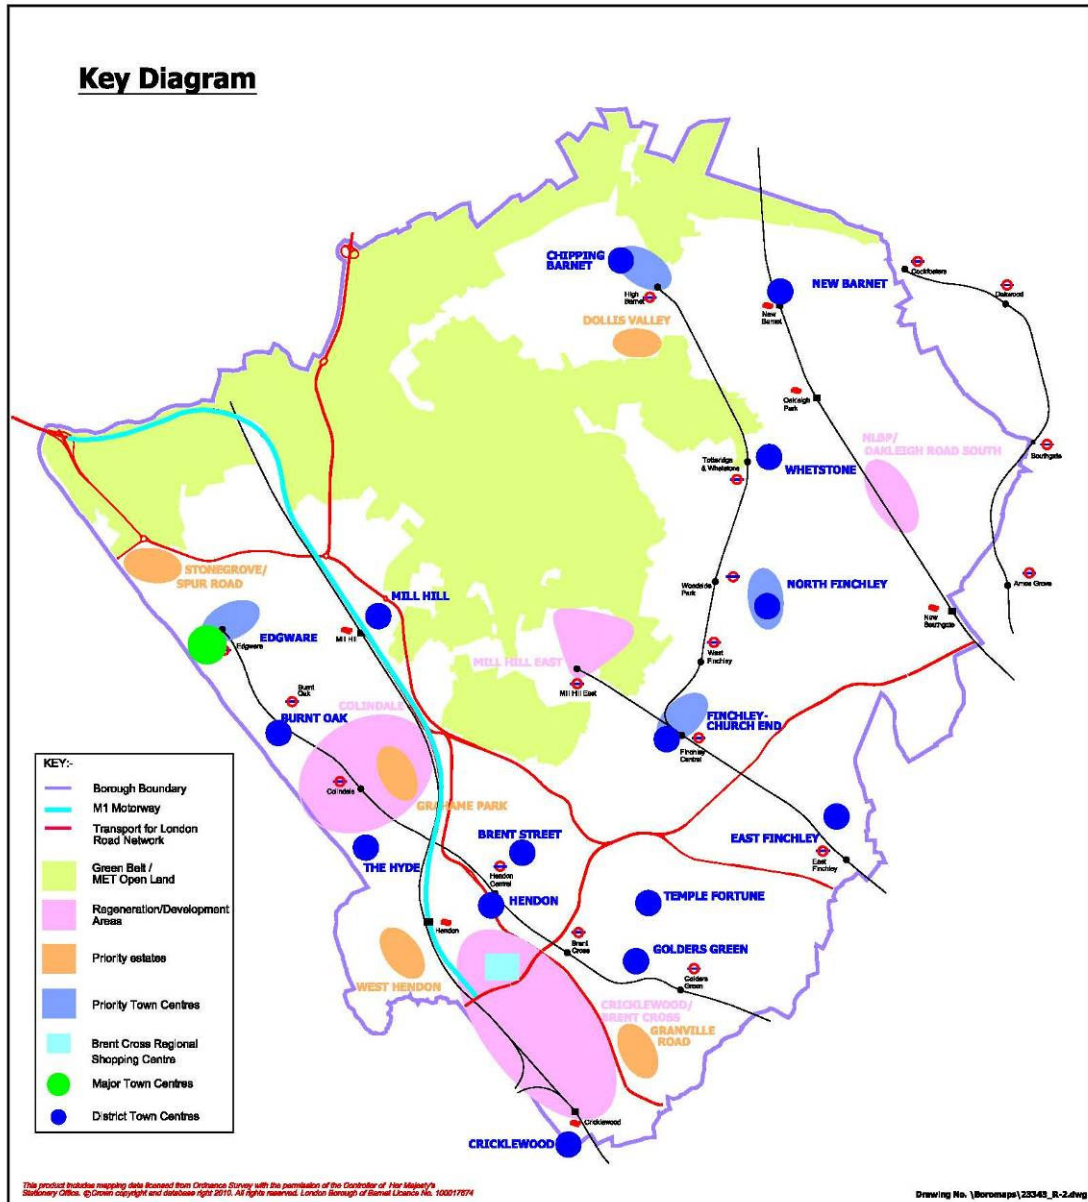 Key Diagram
CHIPPING
BARNET
High
Barnet
NEW BARNET
New
Barnet
Cockfosters
Oakwood
DOLLIS VALLEY
Oakleigh
Park
NLBP/
OAKLEIGH ROAD SOUTH
Southgate
Totteridge
& Whetstone
WHETSTONE
STONEGROVE/
SPUR ROAD
Woodside
Park
NORTH FINCHLEY
Arnos Grove
MILL HILL
Mill Hill
EDGWARE
Edgware
New
Southgate
MILL HILL EAST
Mill Hill East
West
Finchley
Burnt
Oak
BURNT OAK
COLINDALE
FINCHLEY-
CHURCH END
Finchley
Central
Colindale
GRAHAME PARK
THE HYDE
BRENT STREET
Hendon
Central
HENDON
EAST FINCHLEY
East
Finchley
TEMPLE FORTUNE
Hendon
Brent
Cross
GOLDERS GREEN
Golders
Green
WEST HENDON
CRICKLEWOOD/
BRENT CROSS
GRANVILLE
ROAD
Cricklewood
CRICKLEWOOD
KEY:-
Borough Boundary
M1 Motorway
Transport for London
Road Network
Green Belt /
MET Open Land
Regeneration/Development
Areas
Priority estates
Priority Town Centres
Brent Cross Regional
Shopping Centre
Major Town Centres
District Town Centres
This product includes mapping data licensed from Ordnance Survey with the permission of the Controller of Her Majesty's
Stationery Office. © Crown copyright and database right 2010. All rights reserved. London Borough of Barnet Licence No. 100017674
Drawing No. \Boromaps\23343_R-2.dwg